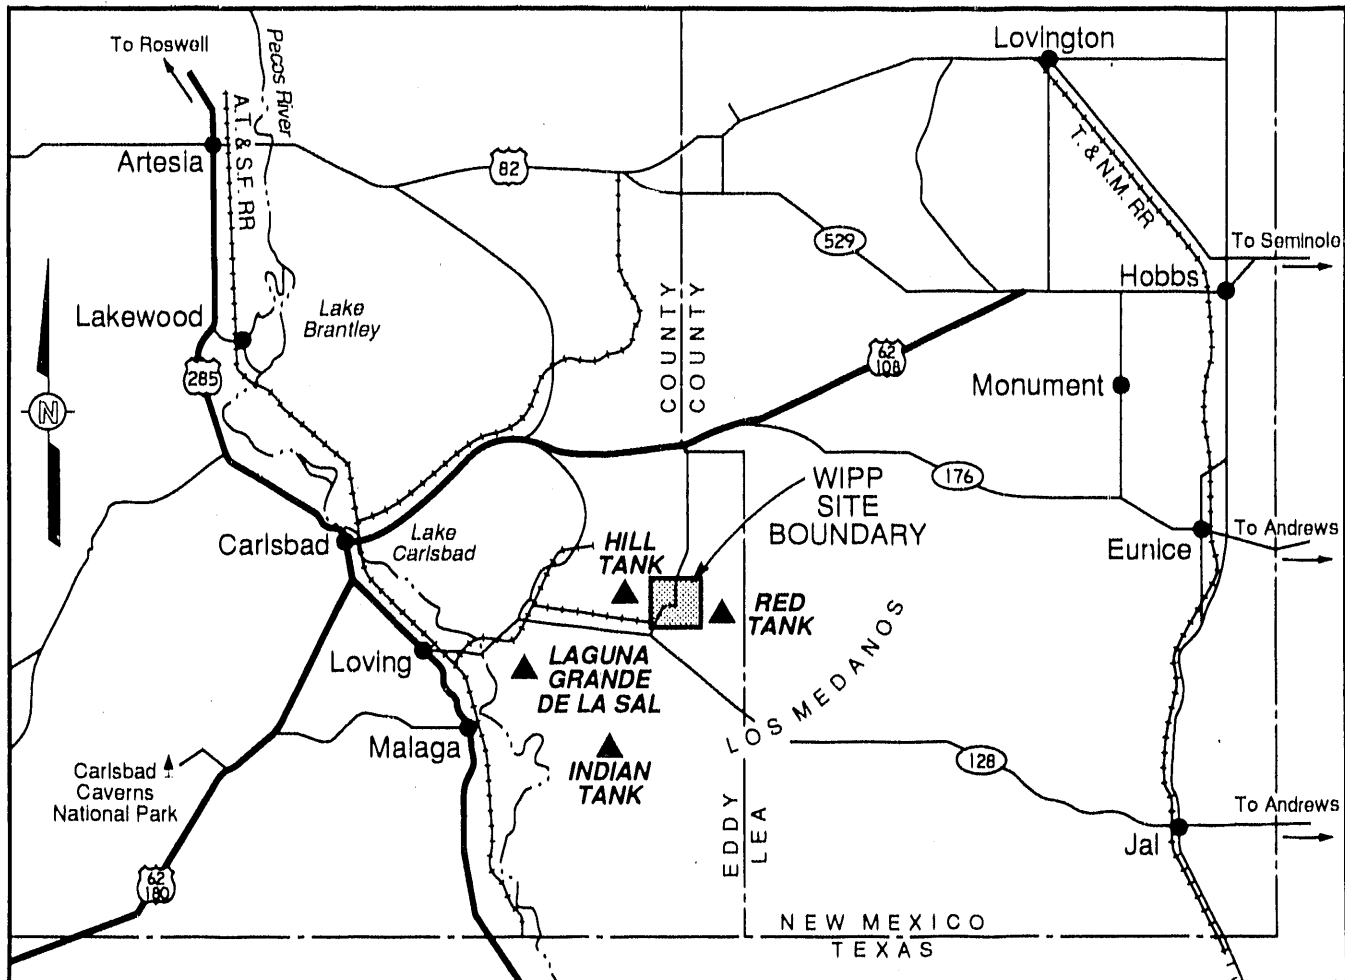 To Roswell
Pecos River
Lovington
A.T. & S.F. RR
T. & N.M. RR
Artesia
82
529
To Seminole
Hobbs
Lakewood
Lake
Brantley
COUNTY
COUNTY
285
62
108
N
Monument
176
WIPP
SITE
BOUNDARY
Carlsbad
Lake
Carlsbad
HILL
TANK
To Andrews
Eunice
RED
TANK
Loving
LAGUNA
GRANDE
DE LA SAL
LOS MEDANOS
Malaga
INDIAN
TANK
128
Carlsbad
Caverns
National Park
EDDY
LEA
To Andrews
Jal
62
180
NEW MEXICO
TEXAS